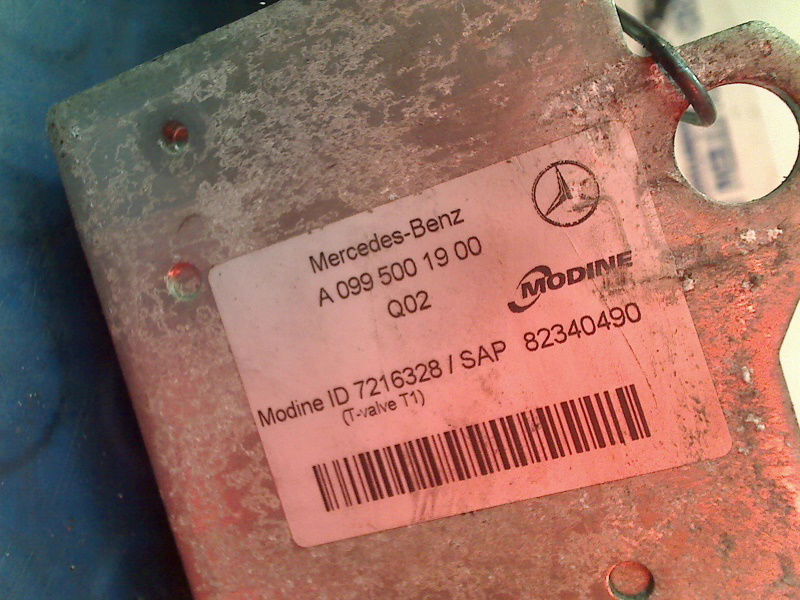 Mercedes-Benz
A 099 500 19 00
Q02
MODINE
Modine ID 7216328 / SAP 82340490
(T-valve T1)